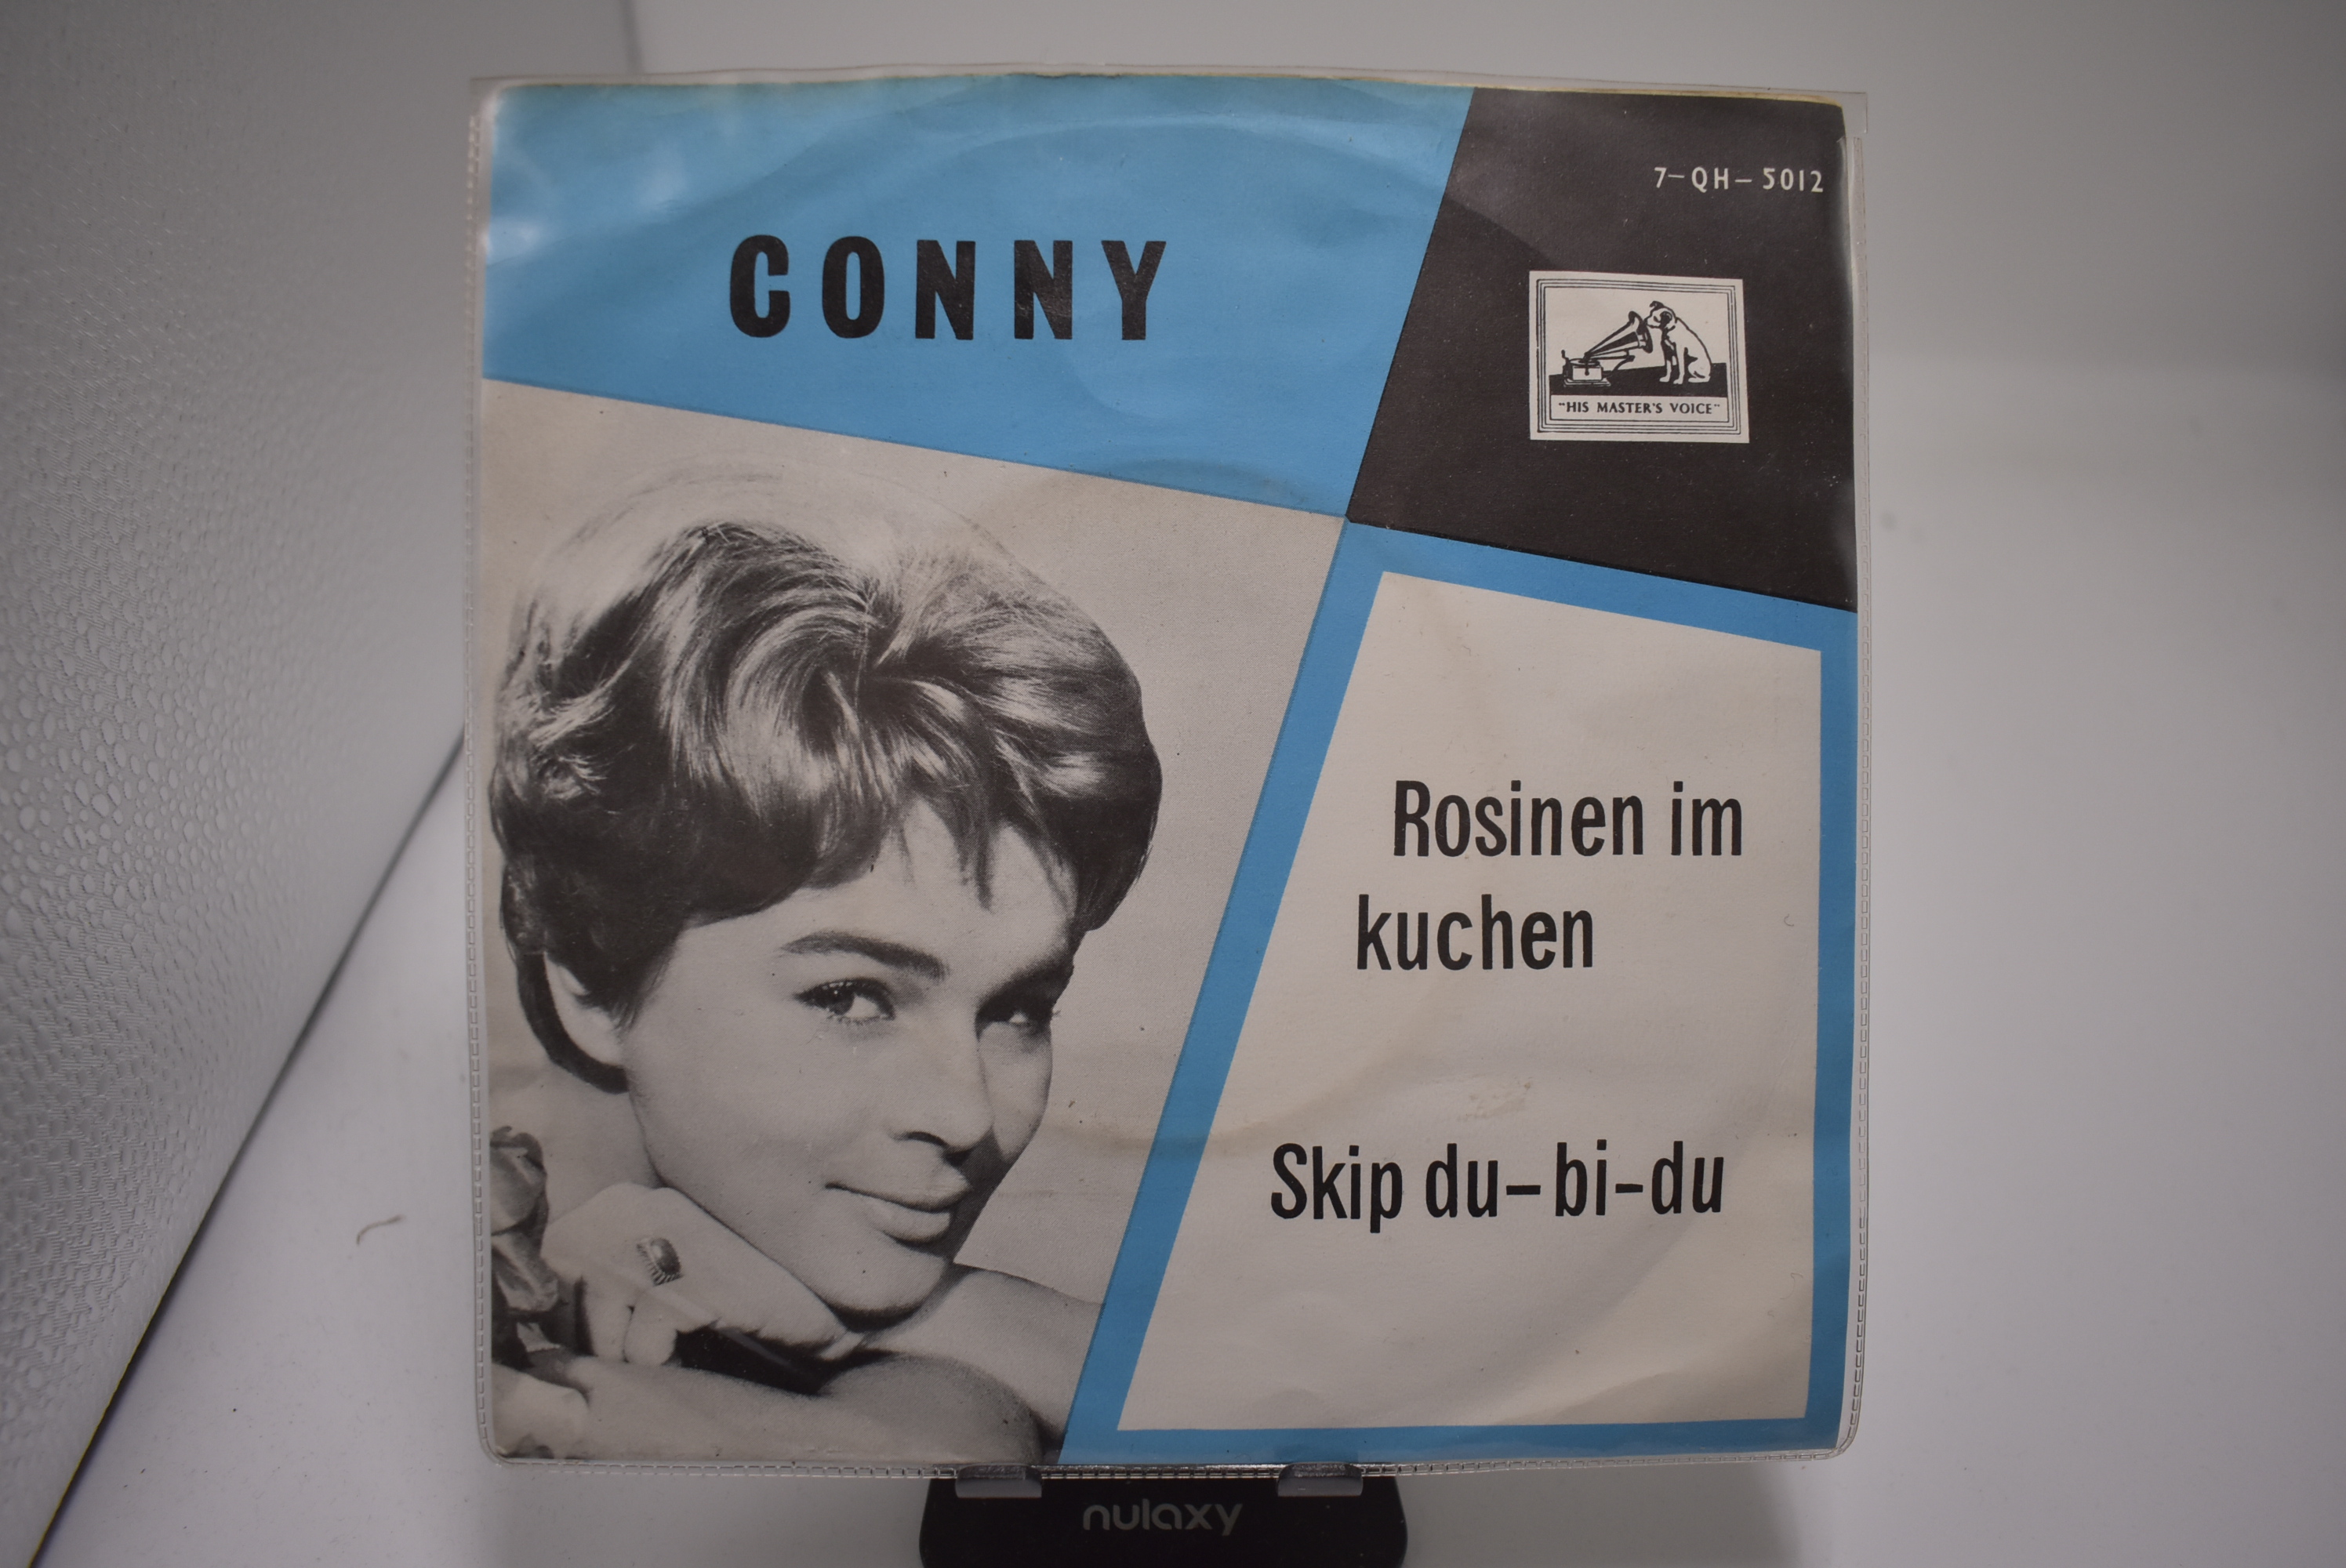 CONNY
7-QH-5012
"HIS MASTER'S VOICE"
Rosinen im
kuchen
Skip du-bi-du
nulaxy